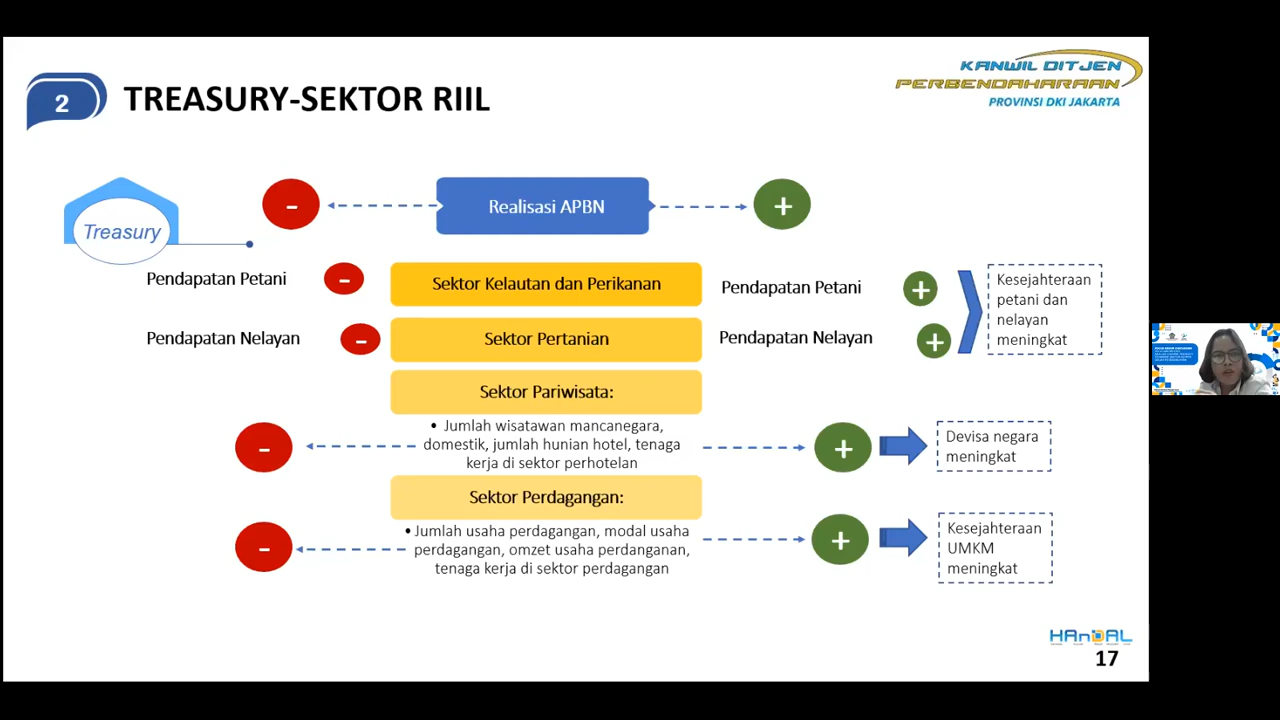 2
TREASURY-SEKTOR RIIL
KANWIL DITJEN
PERBENDAHARAAN
PROVINSI DKI JAKARTA
Treasury
-
Realisasi APBN
+
Pendapatan Petani
-
Sektor Kelautan dan Perikanan
Pendapatan Petani
+
Kesejahteraan
petani dan
nelayan
meningkat
Pendapatan Nelayan
-
Sektor Pertanian
Pendapatan Nelayan
+
Sektor Pariwisata:
• Jumlah wisatawan mancanegara,
domestik, jumlah hunian hotel, tenaga
kerja di sektor perhotelan
-
+
Devisa negara
meningkat
Sektor Perdagangan:
• Jumlah usaha perdagangan, modal usaha
perdagangan, omzet usaha perdanganan,
tenaga kerja di sektor perdagangan
-
+
Kesejahteraan
UMKM
meningkat
HAnDAL
17